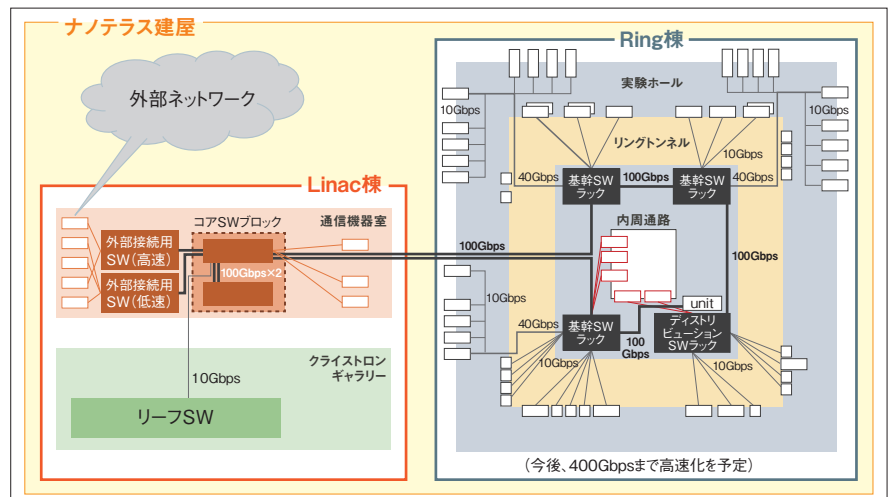 ナノテラス建屋
外部ネットワーク
Linac棟
コアSWブロック
通信機器室
外部接続用
SW(高速)
外部接続用
SW(低速)
100Gbps×2
10Gbps
クライストロン
ギャラリー
リーフSW
Ring棟
実験ホール
10Gbps
10Gbps
リングトンネル
10Gbps
40Gbps
基幹SW
ラック
100Gbps
基幹SW
ラック
40Gbps
内周通路
100Gbps
100Gbps
10Gbps
unit
40Gbps
基幹SW
ラック
100
Gbps
ディストリ
ビューション
SWラック
10Gbps
10Gbps
(今後、400Gbpsまで高速化を予定)